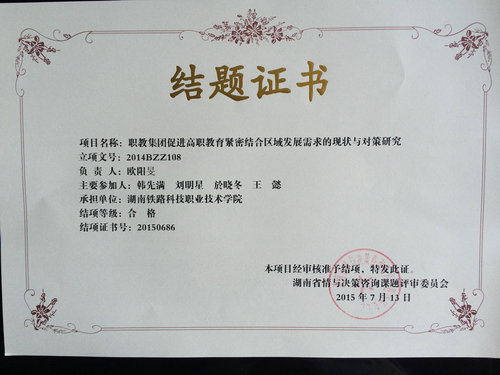 结题证书
项目名称：职教集团促进高职教育紧密结合区域发展需求的现状与对策研究
立项文号：2014BZZ108
负 责 人：欧阳旻
主要参加人：韩先满 刘明星 於晓冬 王 懿
承担单位：湖南铁路科技职业技术学院
结项等级：合 格
结项证书号：20150686
本项目经审核准予结项，特发此证。
湖南省情与决策咨询课题评审委员会
2015 年 7 月 13 日